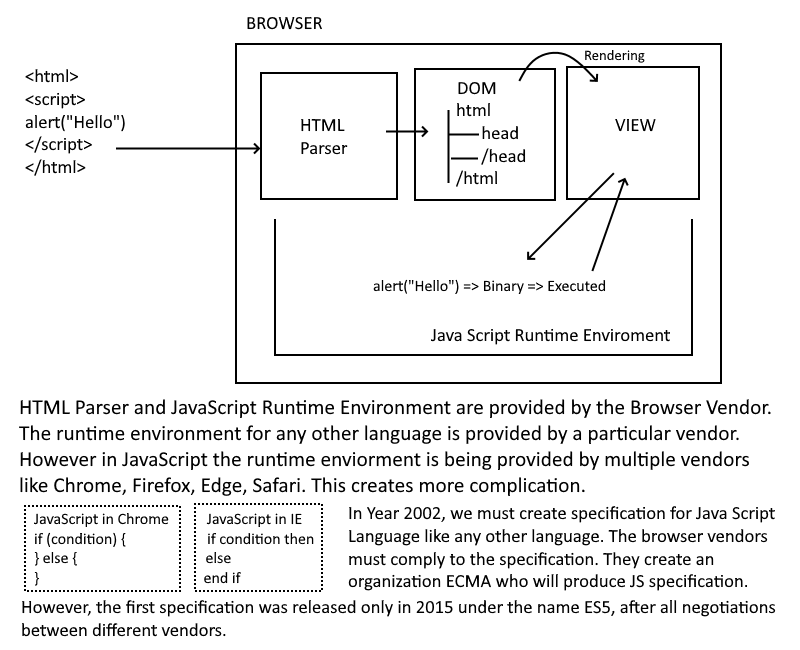 BROWSER
<html>
<script>
alert("Hello")
</script>
</html>
HTML
Parser
DOM
html
head
/head
/html
Rendering
VIEW
alert("Hello") => Binary => Executed
Java Script Runtime Enviroment
HTML Parser and JavaScript Runtime Environment are provided by the Browser Vendor.
The runtime environment for any other language is provided by a particular vendor.
However in JavaScript the runtime enviorment is being provided by multiple vendors
like Chrome, Firefox, Edge, Safari. This creates more complication.
JavaScript in Chrome
if (condition) {
} else {
}
JavaScript in IE
if condition then
else
end if
In Year 2002, we must create specification for Java Script
Language like any other language. The browser vendors
must comply to the specification. They create an
organization ECMA who will produce JS specification.
However, the first specification was released only in 2015 under the name ES5, after all negotiations
between different vendors.